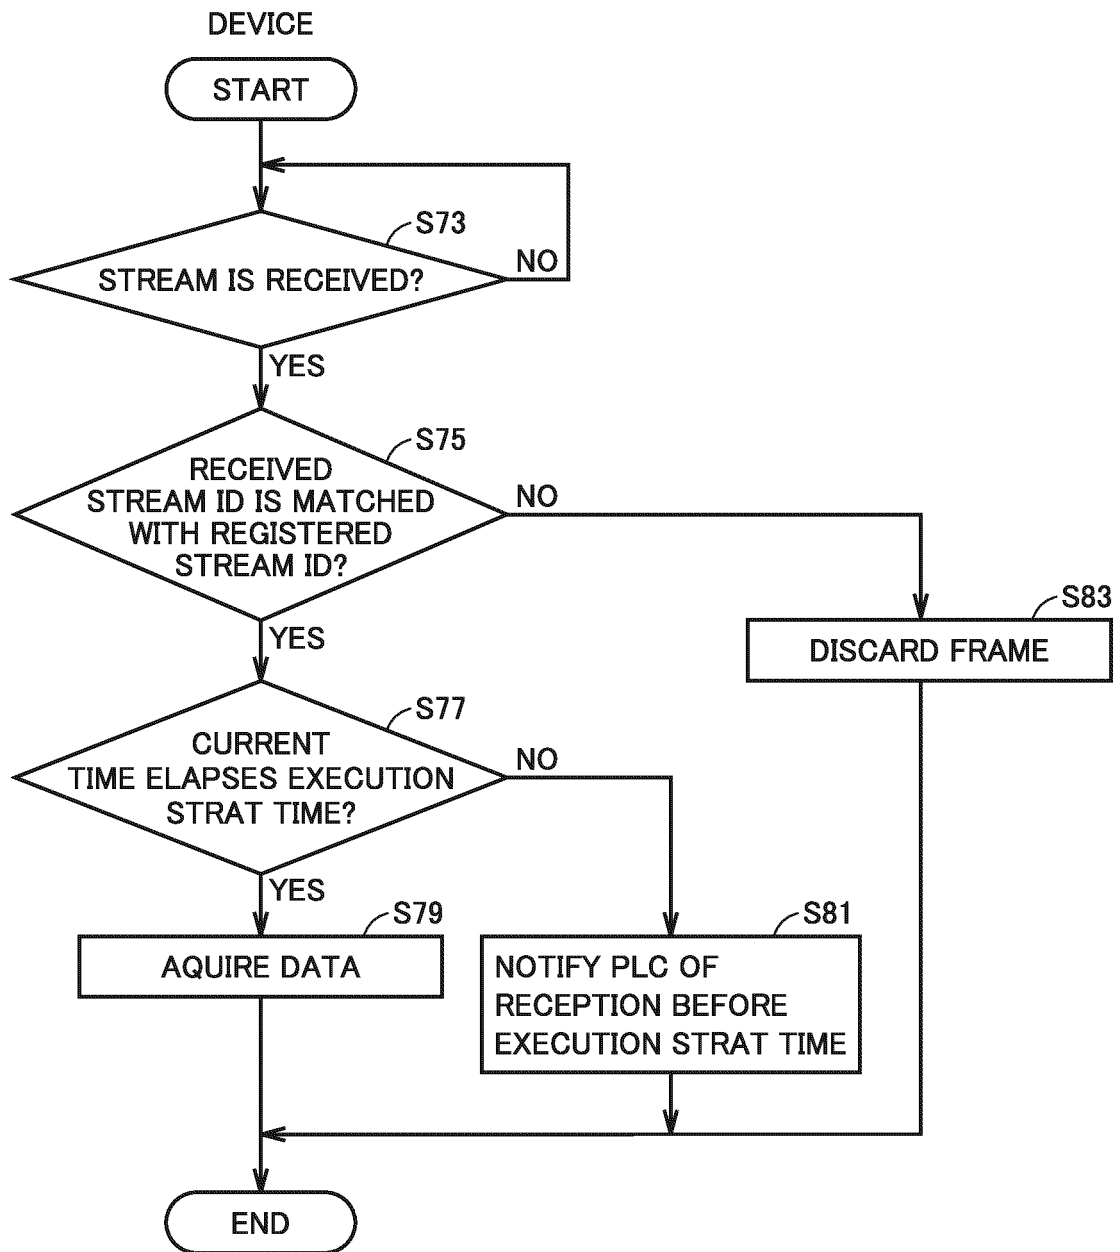 DEVICE
START
S73
STREAM IS RECEIVED?
NO
YES
S75
RECEIVED
STREAM ID IS MATCHED
WITH REGISTERED
STREAM ID?
NO
YES
S83
DISCARD FRAME
S77
CURRENT
TIME ELAPSES EXECUTION
STRAT TIME?
NO
YES
S79
AQUIRE DATA
S81
NOTIFY PLC OF
RECEPTION BEFORE
EXECUTION STRAT TIME
END